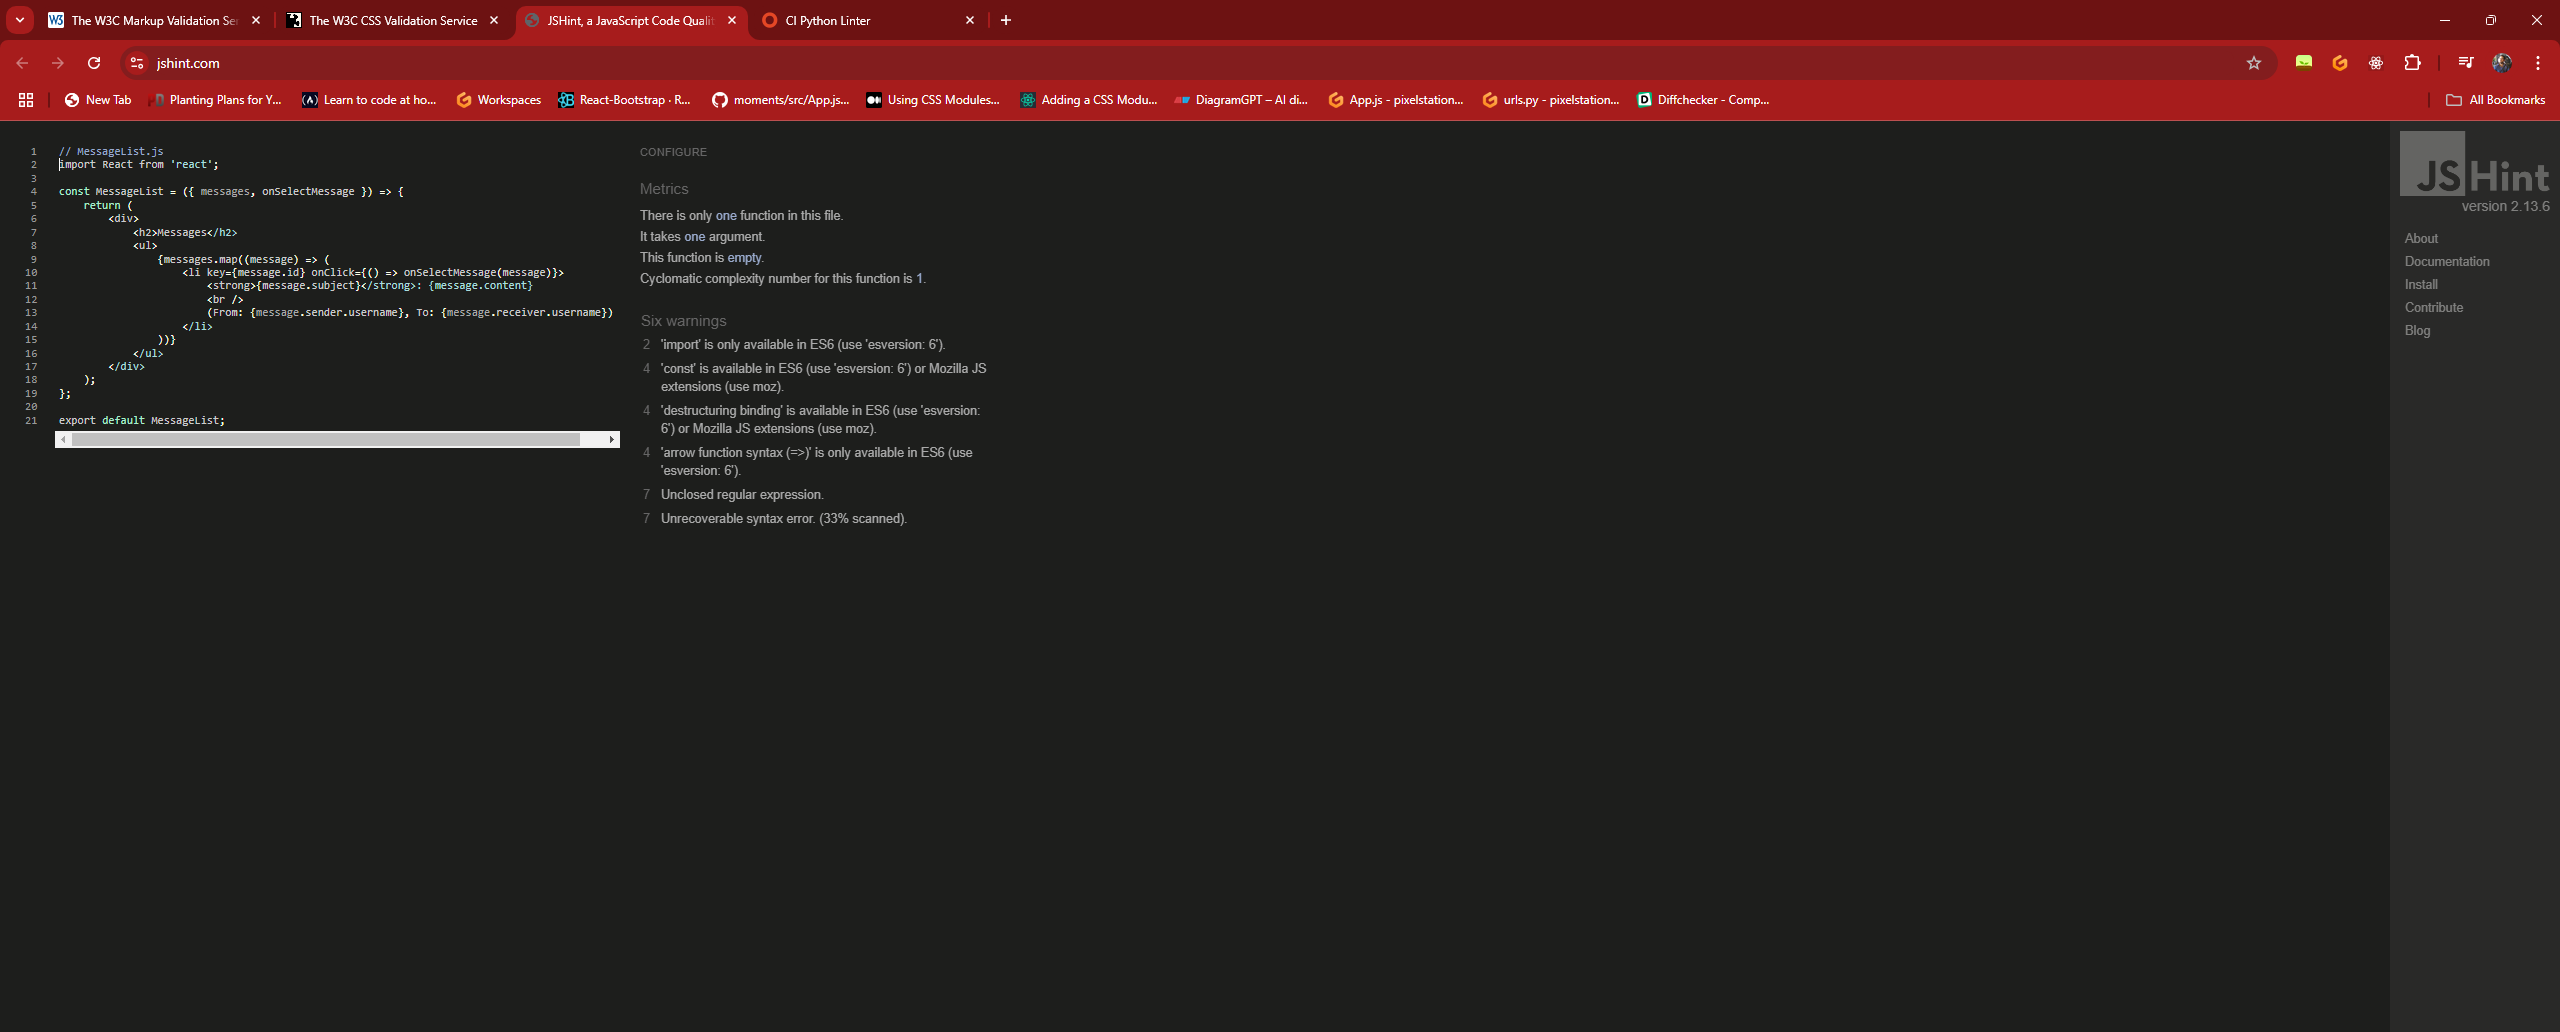 The W3C Markup Validation Se
The W3C CSS Validation Service
JSHint, a JavaScript Code Qualit
CI Python Linter
jshint.com
New Tab
Planting Plans for Y...
Learn to code at ho...
Workspaces
React-Bootstrap · R...
moments/src/App.js...
Using CSS Modules...
Adding a CSS Modu...
DiagramGPT – AI di...
App.js - pixelstation...
urls.py - pixelstation...
Diffchecker - Comp...
All Bookmarks
1 // MessageList.js
2 import React from 'react';
3
4 const MessageList = ({ messages, onSelectMessage }) => {
5 return (
6 <div>
7 <h2>Messages</h2>
8 <ul>
9 {messages.map((message) => (
10 <li key={message.id} onClick={() => onSelectMessage(message)}>
11 <strong>{message.subject}</strong>: {message.content}
12 <br />
13 (From: {message.sender.username}, To: {message.receiver.username})
14 </li>
15 ))}
16 </ul>
17 </div>
18 );
19 };
20
21 export default MessageList;
CONFIGURE
Metrics
There is only one function in this file.
It takes one argument.
This function is empty.
Cyclomatic complexity number for this function is 1.
Six warnings
2 'import' is only available in ES6 (use 'esversion: 6').
4 'const' is available in ES6 (use 'esversion: 6') or Mozilla JS
extensions (use moz).
4 'destructuring binding' is available in ES6 (use 'esversion:
6') or Mozilla JS extensions (use moz).
4 'arrow function syntax (=>)' is only available in ES6 (use
'esversion: 6').
7 Unclosed regular expression.
7 Unrecoverable syntax error. (33% scanned).
JSHint
version 2.13.6
About
Documentation
Install
Contribute
Blog